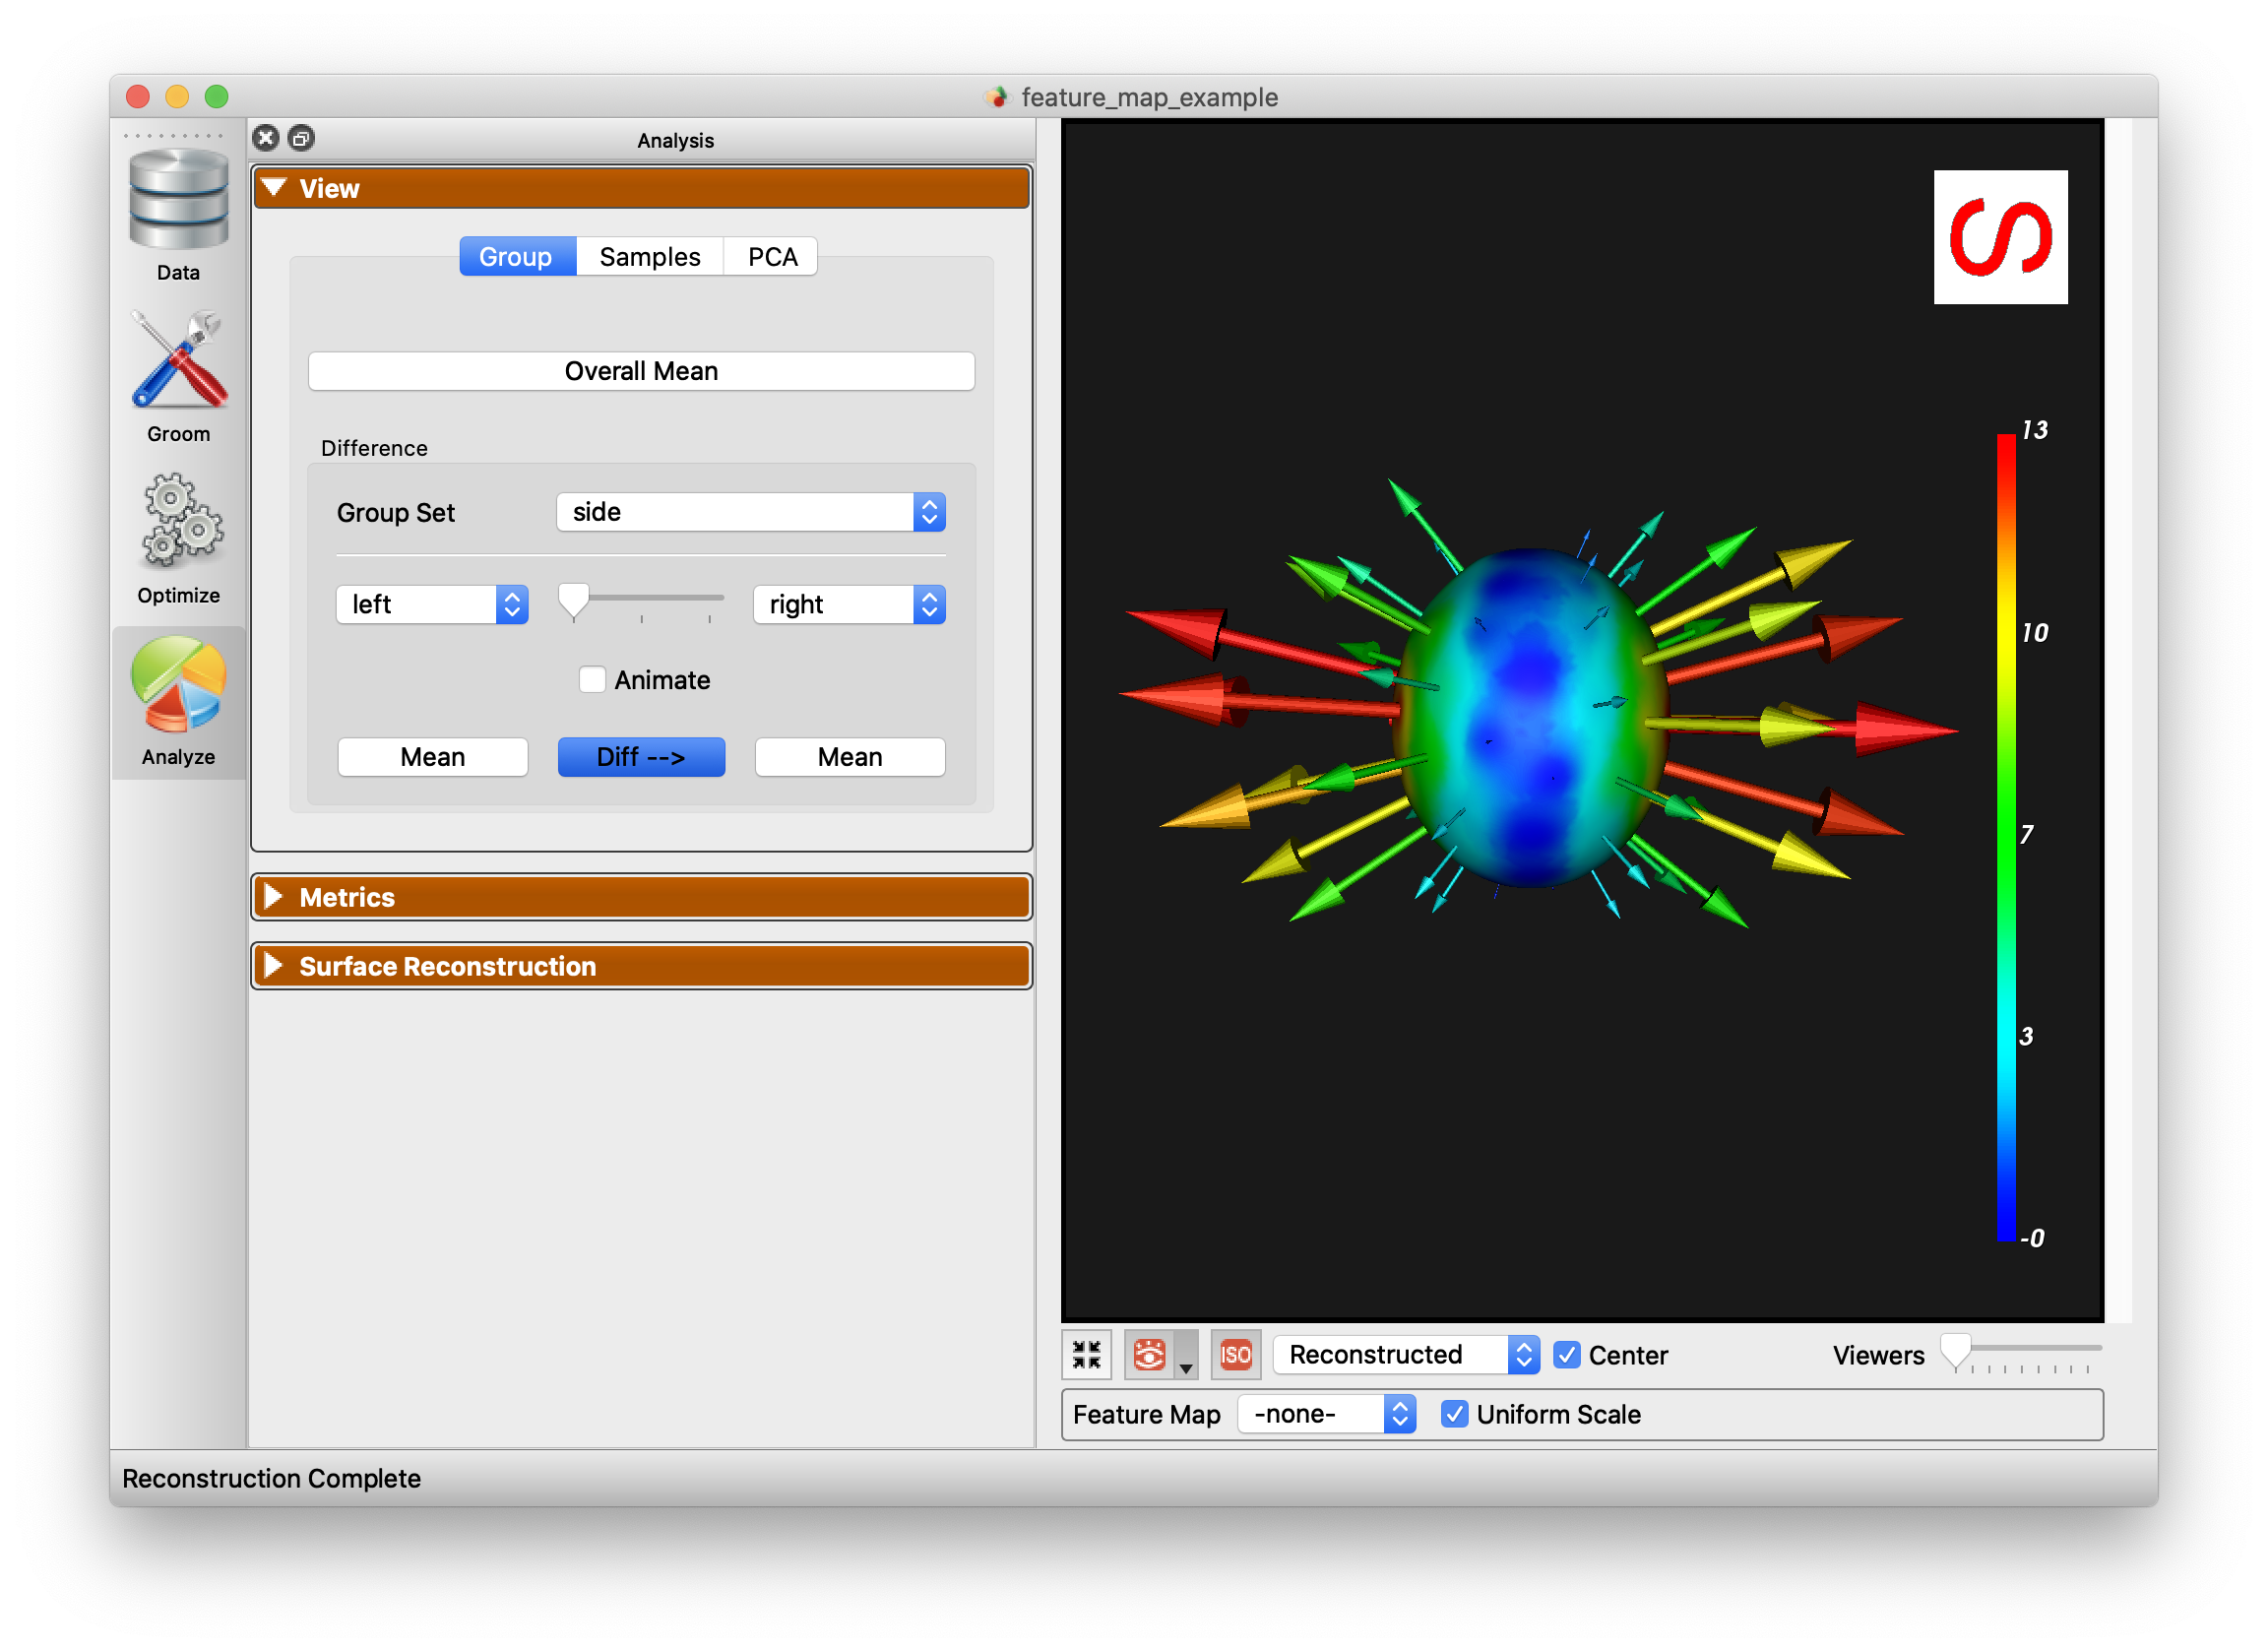 feature_map_example
Data
Groom
Optimize
Analyze
Analysis
View
Group Samples PCA
Overall Mean
Difference
Group Set side
left right
Animate
Mean Diff --> Mean
Metrics
Surface Reconstruction
S
13
10
7
3
-0
ISO Reconstructed Center Viewers
Feature Map -none- Uniform Scale
Reconstruction Complete